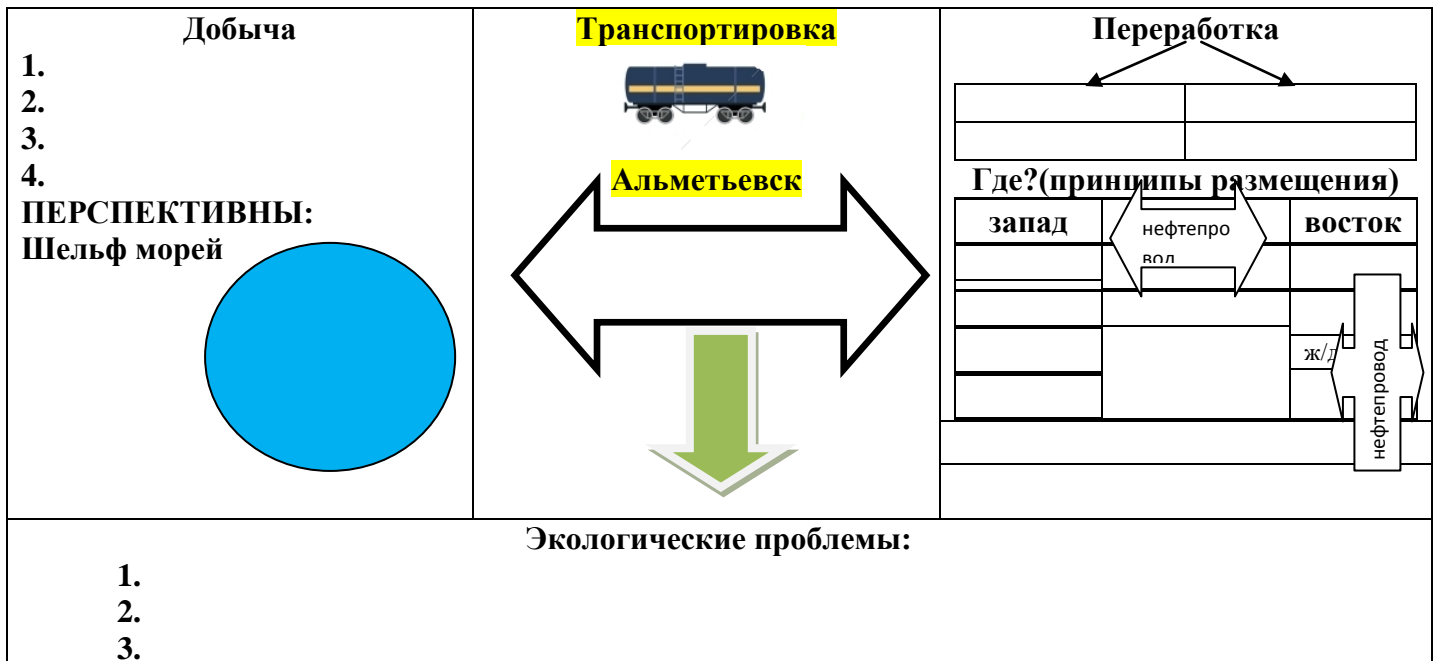 Добыча
1.
2.
3.
4.
ПЕРСПЕКТИВНЫ:
Шельф морей
Транспортировка
Альметьевск
Переработка
Где?(принципы размещения)
запад
восток
нефтепро
вод
ж/д
нефтепровод
Экологические проблемы:
1.
2.
3.